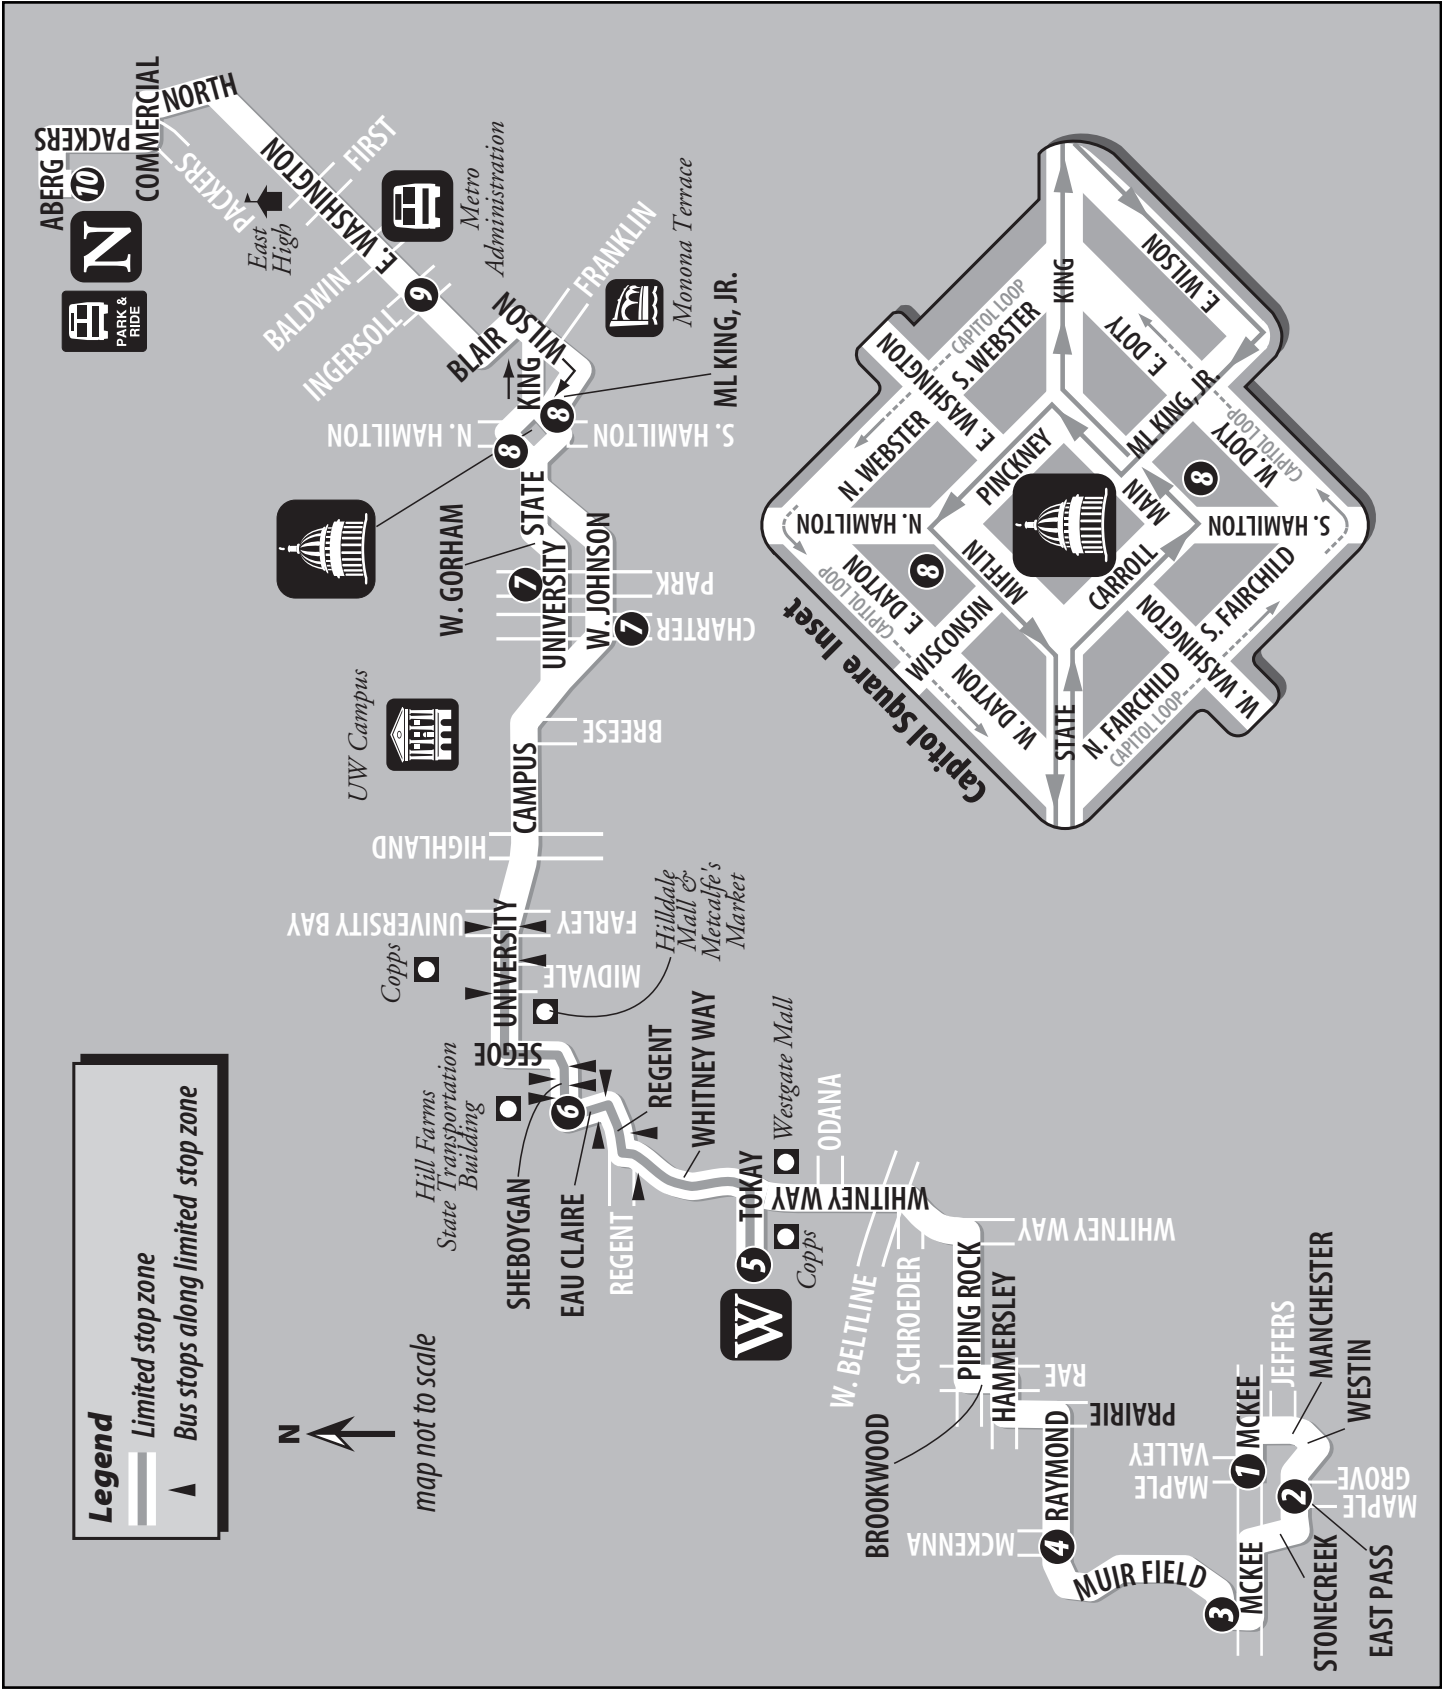 Legend
Limited stop zone
Bus stops along limited stop zone
N
map not to scale
ABERG
PACKERS
COMMERCIAL
NORTH
10
N
PARK &
RIDE
PACKERS
E. WASHINGTON
FIRST
East
High
Metro
Administration
BALDWIN
INGERSOLL
9
BLAIR
WILSON
FRANKLIN
Monona Terrace
KING
ML KING, JR.
8
8
N. HAMILTON
S. HAMILTON
STATE
W. GORHAM
UNIVERSITY
W. JOHNSON
7
7
PARK
CHARTER
UW Campus
BREESE
CAMPUS
HIGHLAND
UNIVERSITY BAY
FARLEY
UNIVERSITY
MIDVALE
Copps
Hilldale
Mall &
Metcalfe's
Market
SEGOE
Hill Farms
State Transportation
Building
SHEBOYGAN
6
EAU CLAIRE
REGENT
REGENT
WHITNEY WAY
TOKAY
5
W
Westgate Mall
Copps
ODANA
WHITNEY WAY
W. BELTLINE
SCHROEDER
WHITNEY WAY
PIPING ROCK
HAMMERSLEY
RAE
BROOKWOOD
PRAIRIE
RAYMOND
MCKENNA
4
MUIR FIELD
3
MCKEE
MCKEE
1
MAPLE
VALLEY
JEFFERS
MANCHESTER
WESTIN
2
MAPLE
GROVE
STONECREEK
EAST PASS
Capitol Square Inset
KING
E. WILSON
CAPITOL LOOP
S. WEBSTER
E. DOTY
E. WASHINGTON
E. WASHINGTON
N. WEBSTER
PINCKNEY
ML KING, JR.
W. DOTY
CAPITOL LOOP
8
MAIN
N. HAMILTON
S. HAMILTON
8
MIFFLIN
CARROLL
E. DAYTON
CAPITOL LOOP
WISCONSIN
W. DAYTON
STATE
N. FAIRCHILD
CAPITOL LOOP
S. FAIRCHILD
W. WASHINGTON
W.